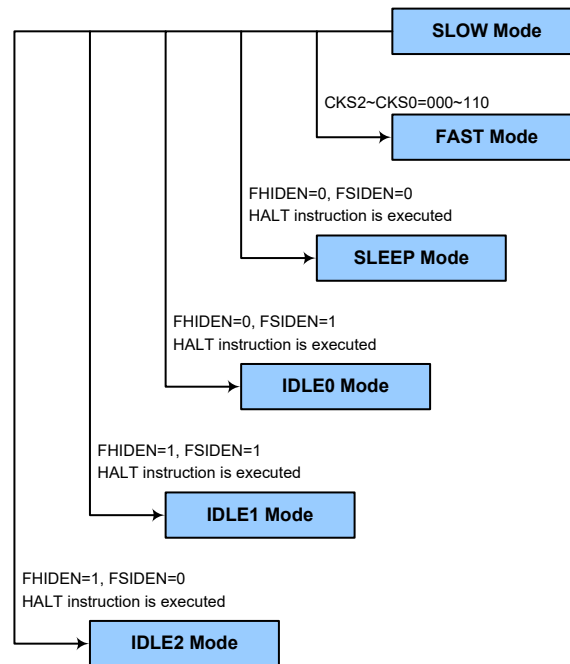 SLOW Mode
CKS2~CKS0=000~110
FAST Mode
FHIDEN=0, FSIDEN=0
HALT instruction is executed
SLEEP Mode
FHIDEN=0, FSIDEN=1
HALT instruction is executed
IDLE0 Mode
FHIDEN=1, FSIDEN=1
HALT instruction is executed
IDLE1 Mode
FHIDEN=1, FSIDEN=0
HALT instruction is executed
IDLE2 Mode